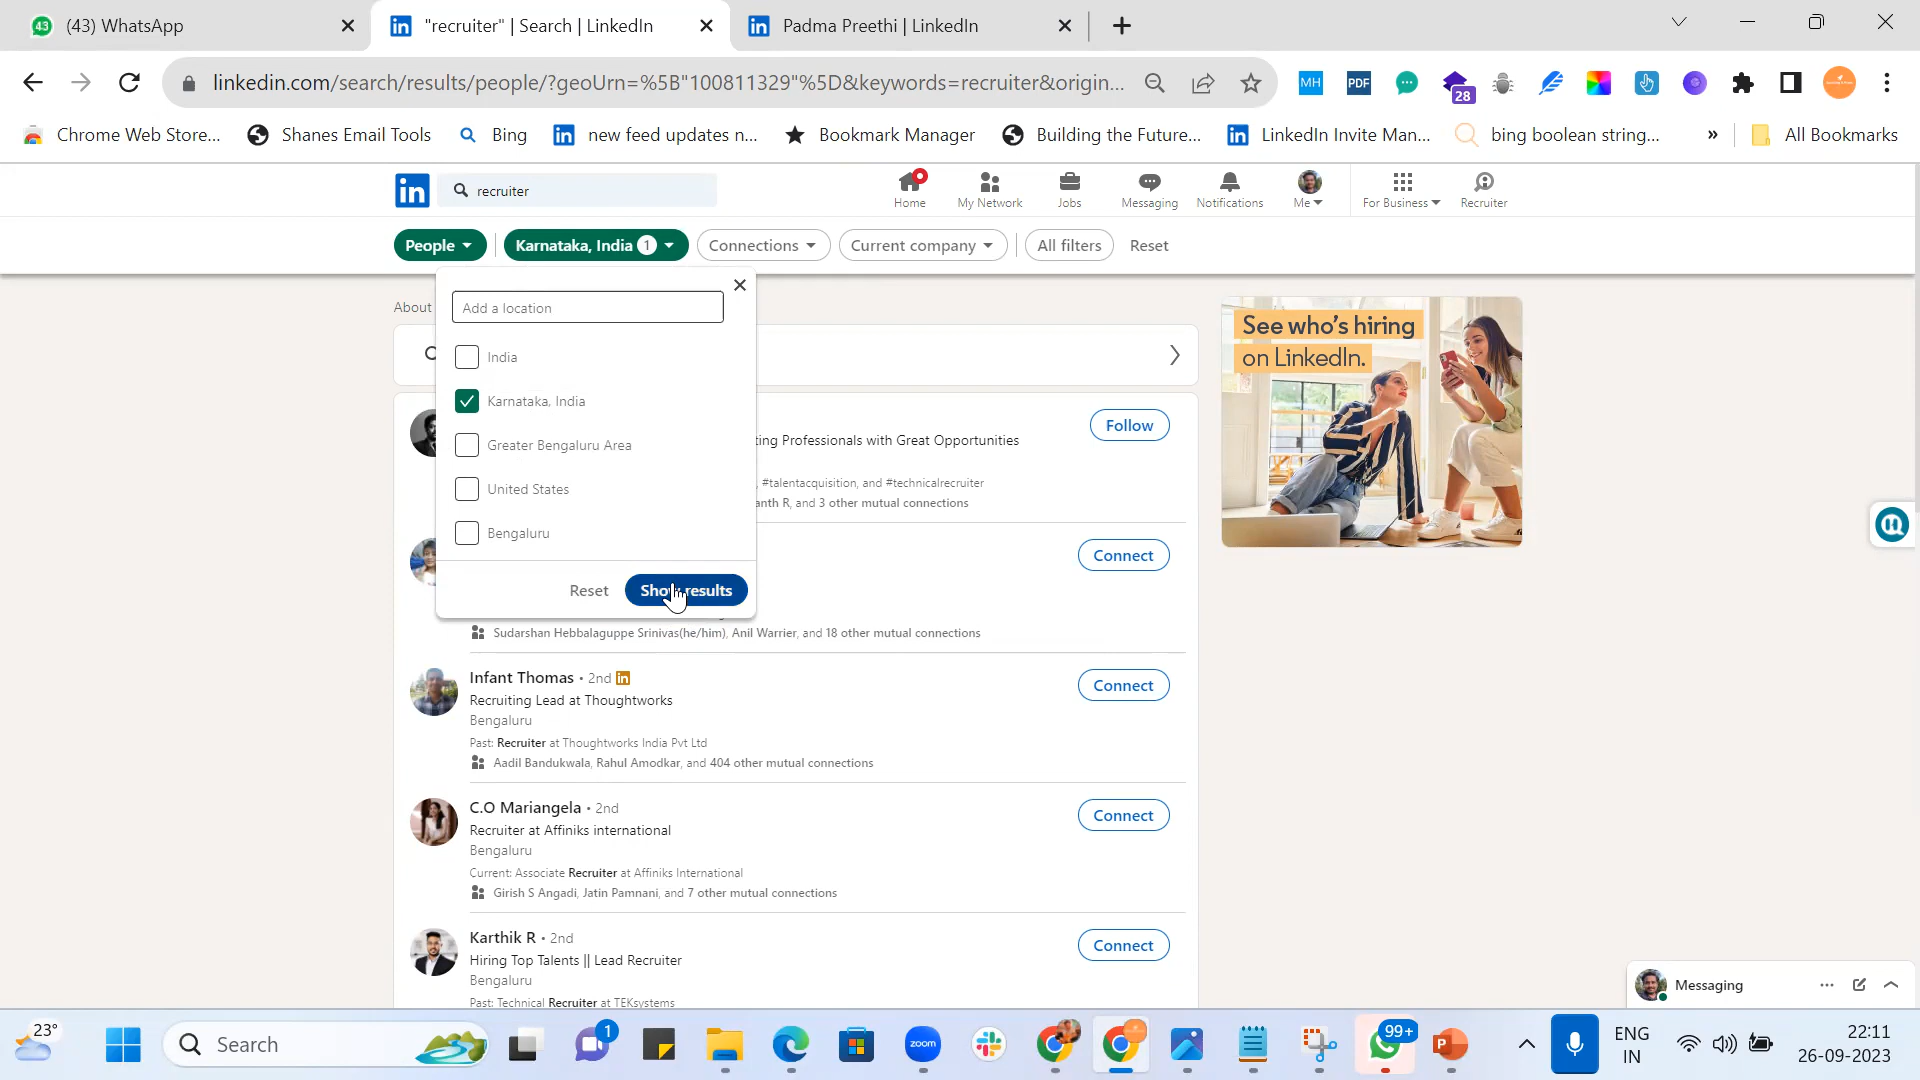 43
(43) WhatsApp
in
"recruiter" | Search | LinkedIn
in
Padma Preethi | LinkedIn
linkedin.com/search/results/people/?geoUrn=%5B"100811329"%5D&keywords=recruiter&origin...
MH
PDF
28
Chrome Web Store...
Shanes Email Tools
Bing
in
new feed updates n...
Bookmark Manager
Building the Future...
in
LinkedIn Invite Man...
bing boolean string...
»
All Bookmarks
in
recruiter
Home
My Network
Jobs
Messaging
Notifications
Me
For Business
Recruiter
People
Karnataka, India 1
Connections
Current company
All filters
Reset
About
Add a location
India
Karnataka, India
Greater Bengaluru Area
United States
Bengaluru
Reset
Show results
Follow
ting Professionals with Great Opportunities
, #talentacquisition, and #technicalrecruiter
anth R, and 3 other mutual connections
Connect
Sudarshan Hebbalaguppe Srinivas(he/him), Anil Warrier, and 18 other mutual connections
Infant Thomas • 2nd in
Connect
Recruiting Lead at Thoughtworks
Bengaluru
Past: Recruiter at Thoughtworks India Pvt Ltd
Aadil Bandukwala, Rahul Amodkar, and 404 other mutual connections
C.O Mariangela • 2nd
Connect
Recruiter at Affiniks international
Bengaluru
Current: Associate Recruiter at Affiniks International
Girish S Angadi, Jatin Pamnani, and 7 other mutual connections
Karthik R • 2nd
Connect
Hiring Top Talents || Lead Recruiter
Bengaluru
Past: Technical Recruiter at TEKsystems
See who's hiring
on LinkedIn.
Messaging
23°
Search
1
zoom
99+
P
ENG
IN
22:11
26-09-2023